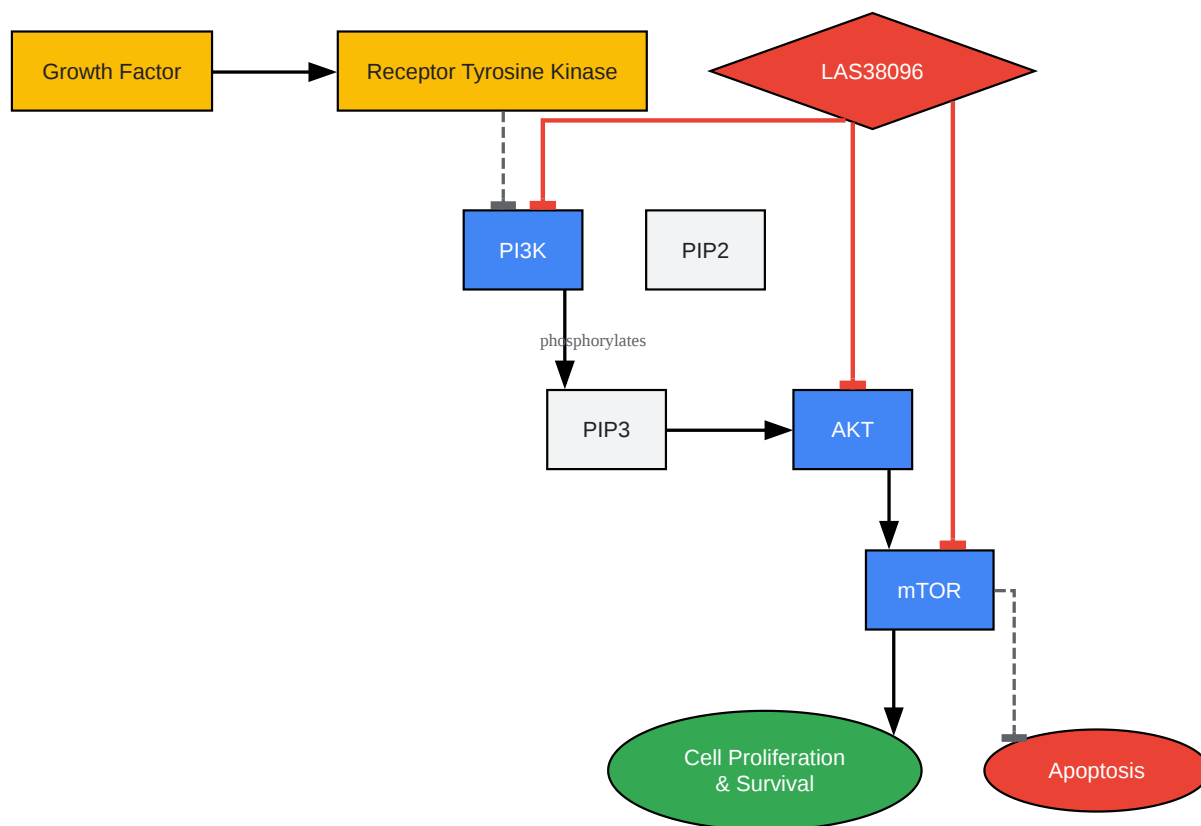 Growth Factor
Receptor Tyrosine Kinase
LAS38096
PI3K
PIP2
phosphorylates
PIP3
AKT
mTOR
Cell Proliferation
& Survival
Apoptosis